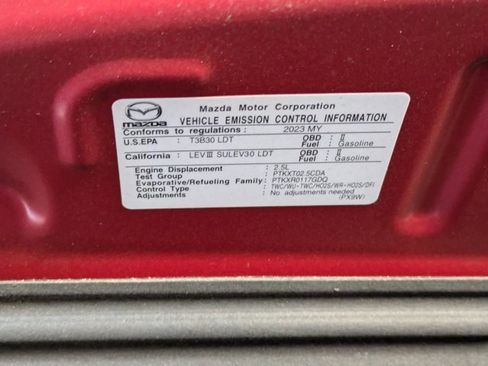 Mazda Motor Corporation
mazda
VEHICLE EMISSION CONTROL INFORMATION
Conforms to regulations : 2023 MY
U.S.EPA : T3B30 LDT OBD : II
Fuel : Gasoline
California : LEVIII SULEV30 LDT OBD : II
Fuel : Gasoline
Engine Displacement : 2.5L
Test Group : PTKXT02.5CDA
Evaporative/Refueling Family : PTKXR0117GDQ
Control Type : TWC/WU-TWC/HO2S/WR-HO2S/DFI
Adjustments : No adjustments needed
(PX9W)